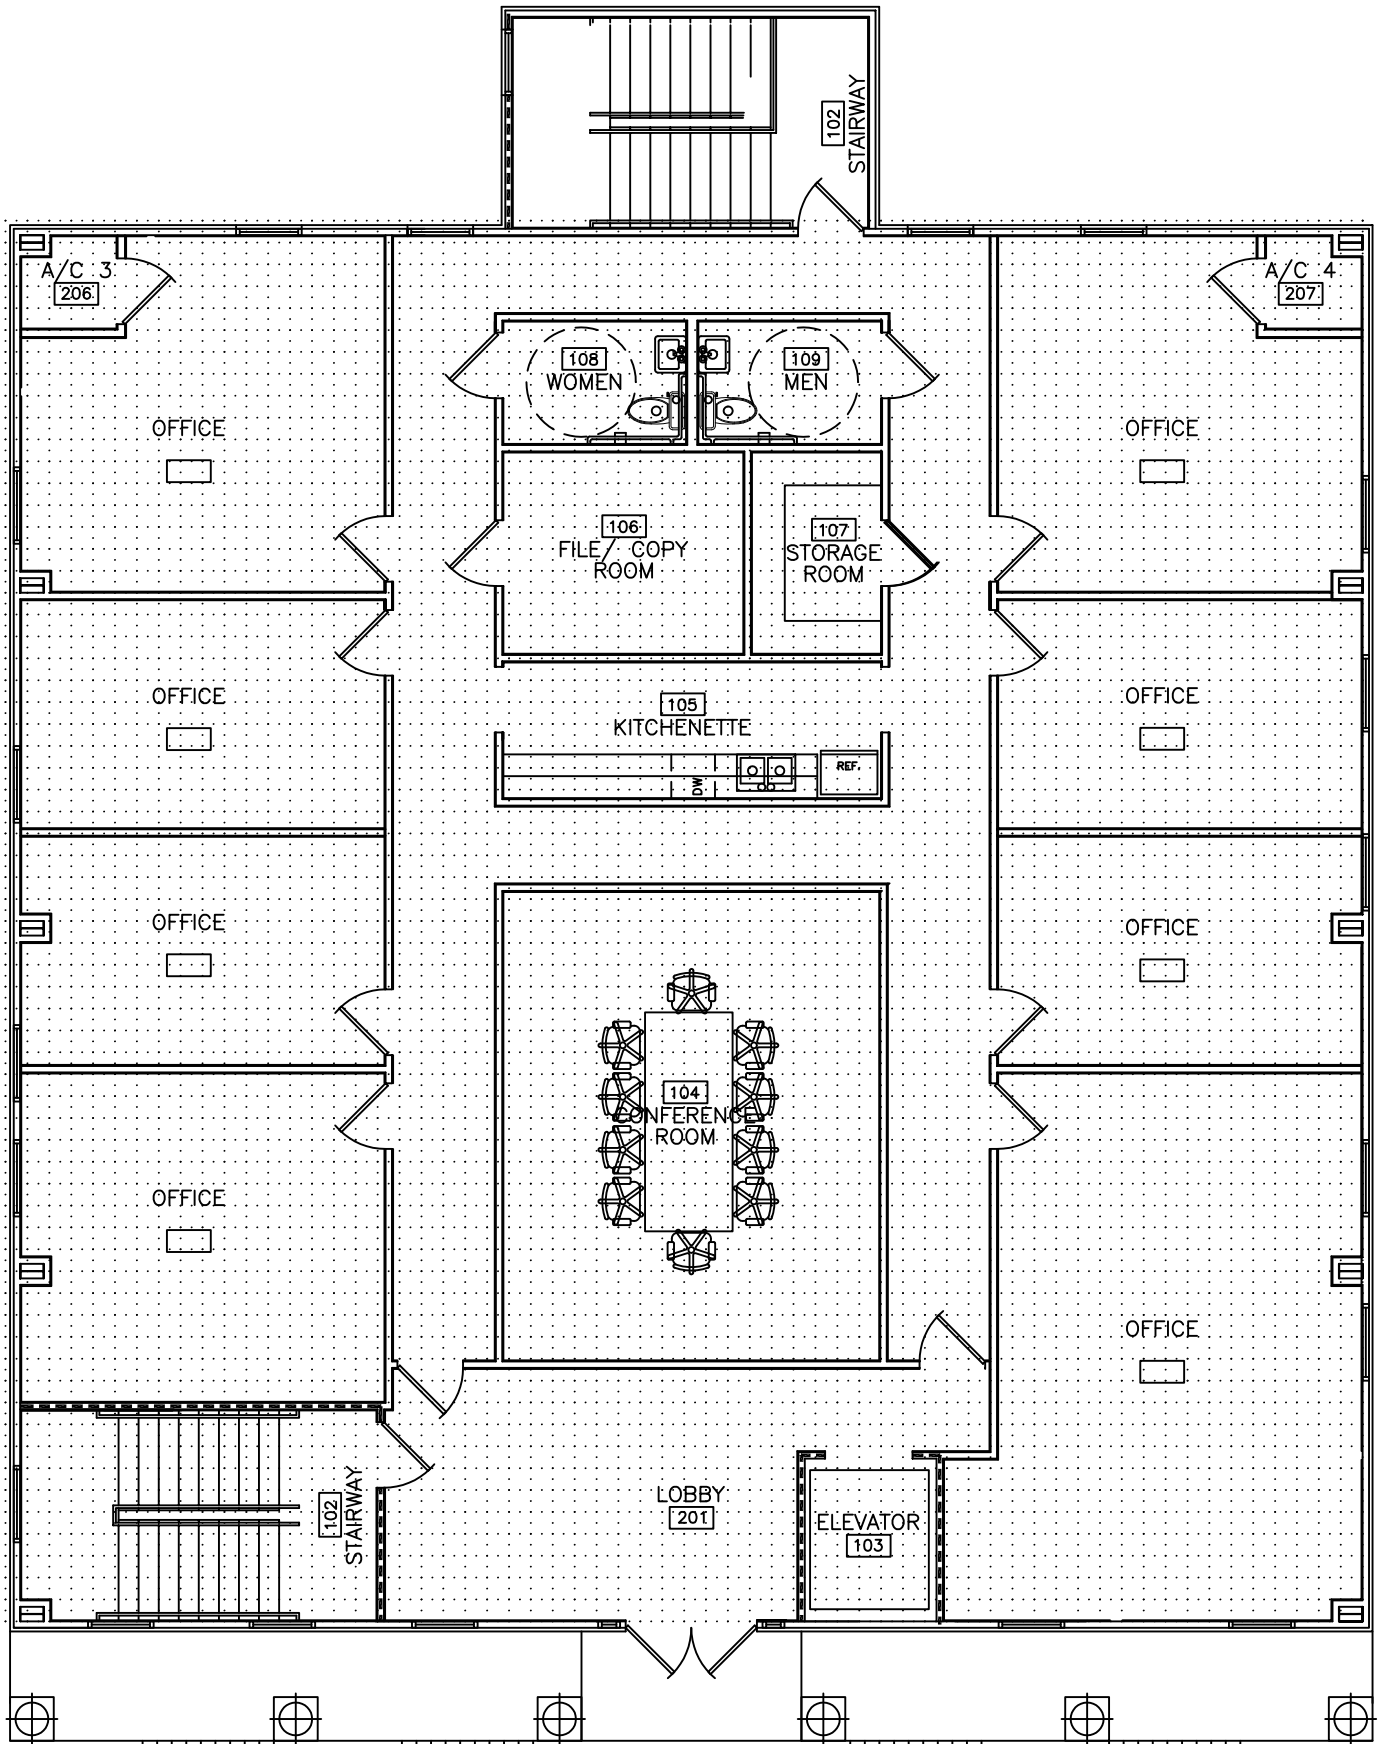 102
STAIRWAY
A/C 3
206
A/C 4
207
108
WOMEN
109
MEN
OFFICE
OFFICE
106
FILE/ COPY
ROOM
107
STORAGE
ROOM
OFFICE
105
KITCHENETTE
OFFICE
REF.
DW
OFFICE
OFFICE
104
CONFERENCE
ROOM
OFFICE
OFFICE
102
STAIRWAY
LOBBY
201
ELEVATOR
103